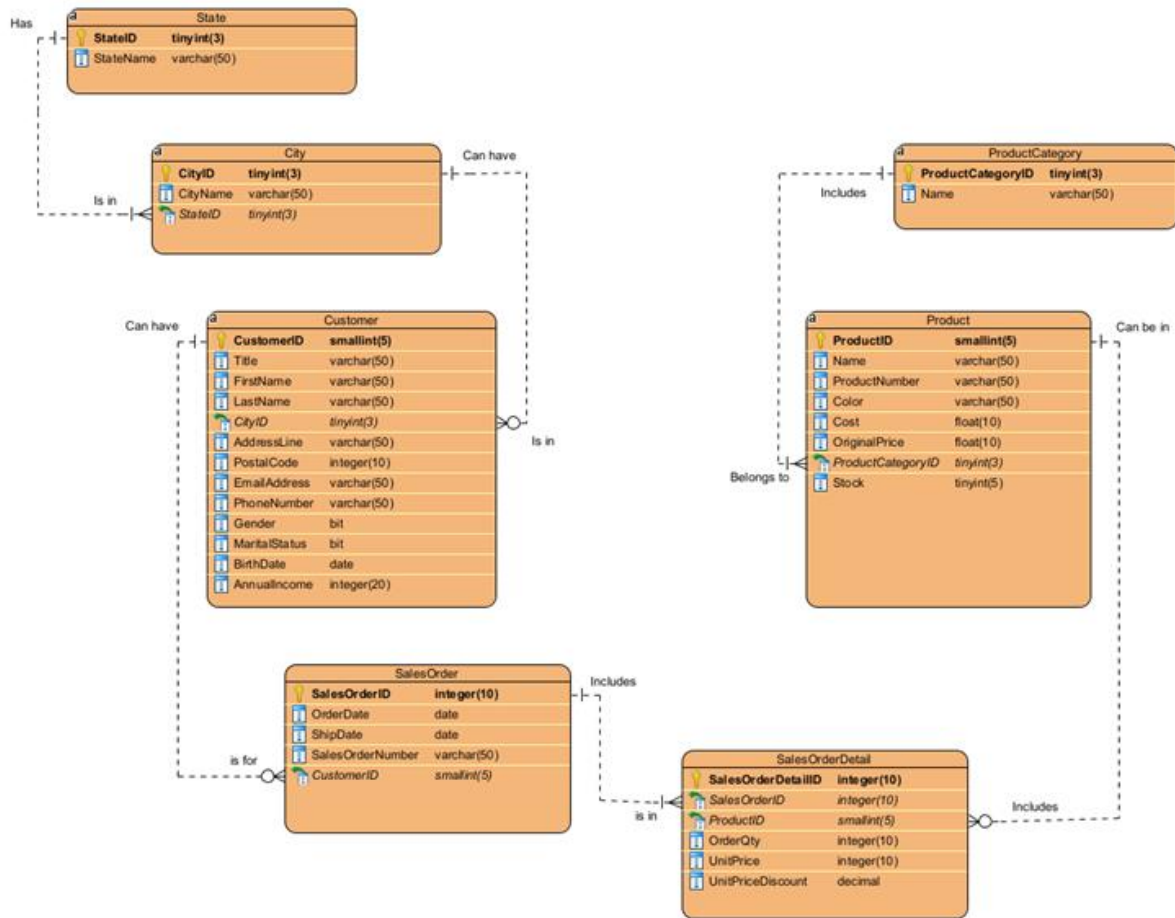 State
Has
StateID tinyint(3)
StateName varchar(50)
City
Can have
CityID tinyint(3)
CityName varchar(50)
Is in
StateID tinyint(3)
ProductCategory
ProductCategoryID tinyint(3)
Includes
Name varchar(50)
Customer
Can have
CustomerID smallint(5)
Title varchar(50)
FirstName varchar(50)
LastName varchar(50)
CityID tinyint(3)
Is in
AddressLine varchar(50)
PostalCode integer(10)
EmailAddress varchar(50)
PhoneNumber varchar(50)
Gender bit
MaritalStatus bit
BirthDate date
AnnualIncome integer(20)
Product
Can be in
ProductID smallint(5)
Name varchar(50)
ProductNumber varchar(50)
Color varchar(50)
Cost float(10)
OriginalPrice float(10)
ProductCategoryID tinyint(3)
Belongs to
Stock tinyint(5)
SalesOrder
Includes
SalesOrderID integer(10)
OrderDate date
ShipDate date
SalesOrderNumber varchar(50)
is for
CustomerID smallint(5)
SalesOrderDetail
SalesOrderDetailID integer(10)
SalesOrderID integer(10)
is in
ProductID smallint(5)
Includes
OrderQty integer(10)
UnitPrice integer(10)
UnitPriceDiscount decimal